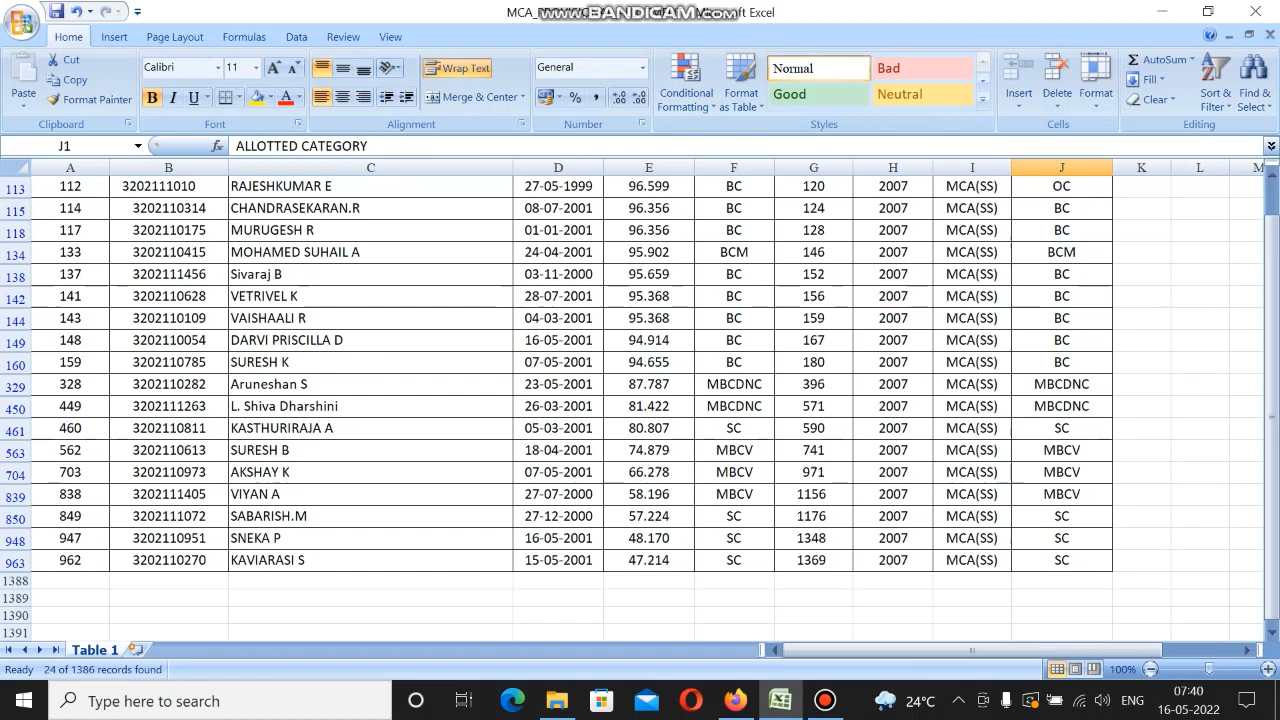 MCA_
www.BANDICAM.com
Microsoft Excel
Home Insert Page Layout Formulas Data Review View
Paste
Cut
Copy
Format Painter
Calibri 11
B I U
Wrap Text
Merge & Center
General
Conditional Formatting
Format as Table
Normal Bad
Good Neutral
Insert Delete Format
AutoSum
Fill
Clear
Sort & Filter
Find & Select
Clipboard Font Alignment Number Styles Cells Editing
J1 fx ALLOTTED CATEGORY
A B C D E F G H I J K L M
113 112 3202111010 RAJESHKUMAR E 27-05-1999 96.599 BC 120 2007 MCA(SS) OC
115 114 3202110314 CHANDRASEKARAN.R 08-07-2001 96.356 BC 124 2007 MCA(SS) BC
118 117 3202110175 MURUGESH R 01-01-2001 96.356 BC 128 2007 MCA(SS) BC
134 133 3202110415 MOHAMED SUHAIL A 24-04-2001 95.902 BCM 146 2007 MCA(SS) BCM
138 137 3202111456 Sivaraj B 03-11-2000 95.659 BC 152 2007 MCA(SS) BC
142 141 3202110628 VETRIVEL K 28-07-2001 95.368 BC 156 2007 MCA(SS) BC
144 143 3202110109 VAISHAALI R 04-03-2001 95.368 BC 159 2007 MCA(SS) BC
149 148 3202110054 DARVI PRISCILLA D 16-05-2001 94.914 BC 167 2007 MCA(SS) BC
160 159 3202110785 SURESH K 07-05-2001 94.655 BC 180 2007 MCA(SS) BC
329 328 3202110282 Aruneshan S 23-05-2001 87.787 MBCDNC 396 2007 MCA(SS) MBCDNC
450 449 3202111263 L. Shiva Dharshini 26-03-2001 81.422 MBCDNC 571 2007 MCA(SS) MBCDNC
461 460 3202110811 KASTHURIRAJA A 05-03-2001 80.807 SC 590 2007 MCA(SS) SC
563 562 3202110613 SURESH B 18-04-2001 74.879 MBCV 741 2007 MCA(SS) MBCV
704 703 3202110973 AKSHAY K 07-05-2001 66.278 MBCV 971 2007 MCA(SS) MBCV
839 838 3202111405 VIYAN A 27-07-2000 58.196 MBCV 1156 2007 MCA(SS) MBCV
850 849 3202111072 SABARISH.M 27-12-2000 57.224 SC 1176 2007 MCA(SS) SC
948 947 3202110951 SNEKA P 16-05-2001 48.170 SC 1348 2007 MCA(SS) SC
963 962 3202110270 KAVIARASI S 15-05-2001 47.214 SC 1369 2007 MCA(SS) SC
1388
1389
1390
1391
Table 1
Ready 24 of 1386 records found 100%
Type here to search
24°C ENG
07:40
16-05-2022